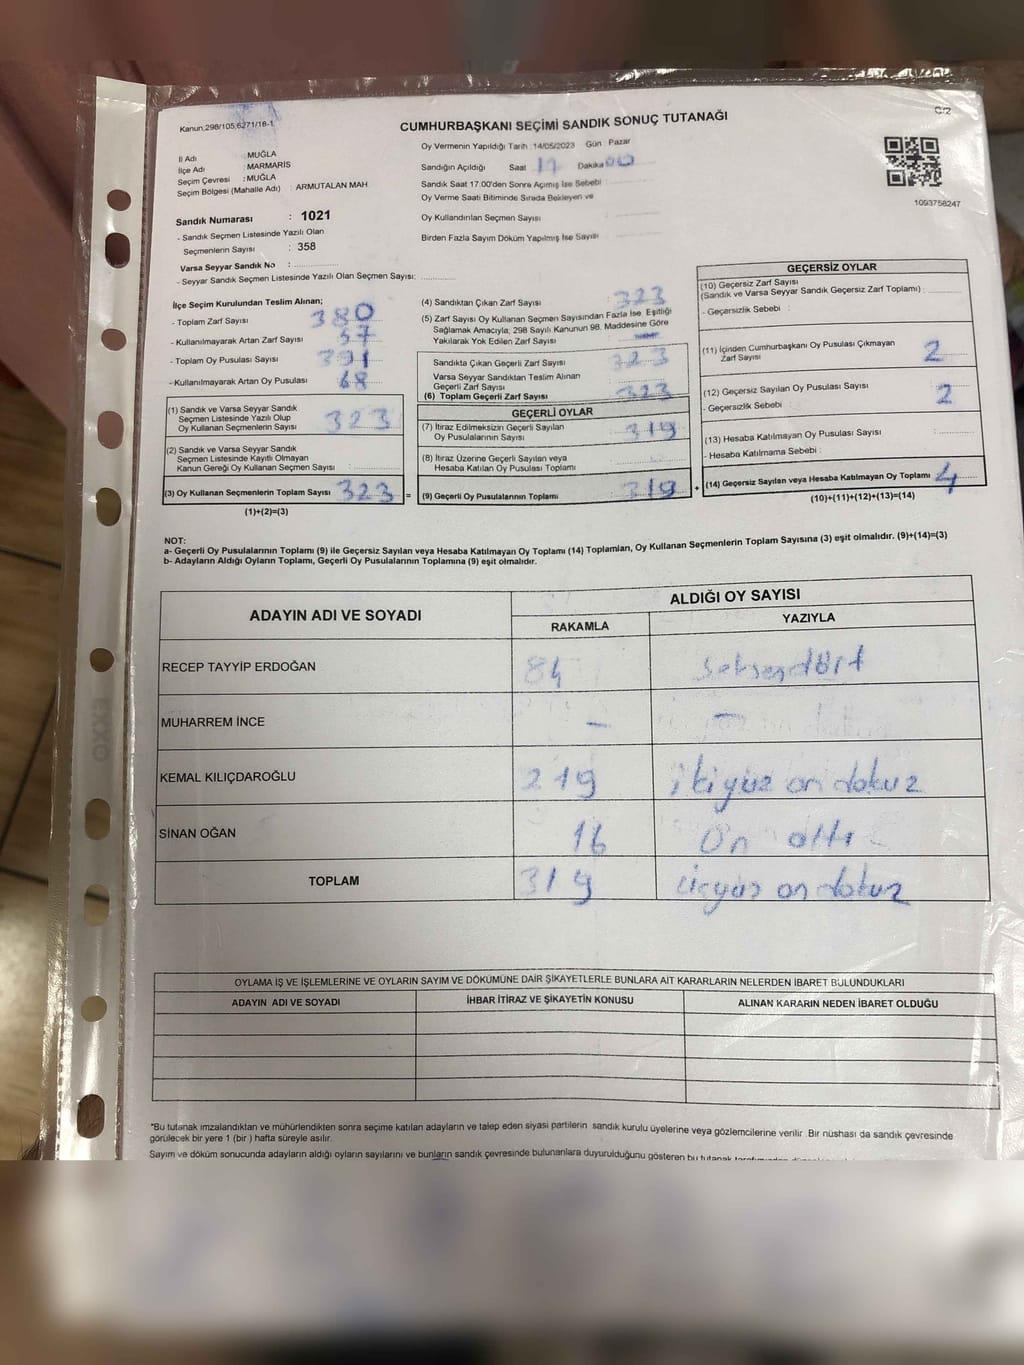 Kanun,298/105,6271/16-1
C/2
CUMHURBAŞKANI SEÇİMİ SANDIK SONUÇ TUTANAĞI
İl Adı : MUĞLA
İlçe Adı : MARMARİS
Seçim Çevresi : MUĞLA
Seçim Bölgesi (Mahalle Adı) : ARMUTALAN MAH
Sandık Numarası : 1021
- Sandık Seçmen Listesinde Yazılı Olan
Seçmenlerin Sayısı : 358
Varsa Seyyar Sandık No :
- Seyyar Sandık Seçmen Listesinde Yazılı Olan Seçmen Sayısı:
Oy Vermenin Yapıldığı Tarih :14/05/2023 Gün : Pazar
Sandığın Açıldığı Saat 17 Dakika 00
Sandık Saat 17.00'den Sonra Açımış İse Sebebi :
Oy Verme Saati Bitiminde Sırada Bekleyen ve
Oy Kullandırılan Seçmen Sayısı :
Birden Fazla Sayım Döküm Yapılmış İse Sayısı
1093758247
İlçe Seçim Kurulundan Teslim Alınan;
- Toplam Zarf Sayısı 380
- Kullanılmayarak Artan Zarf Sayısı 57
- Toplam Oy Pusulası Sayısı 391
- Kullanılmayarak Artan Oy Pusulası 68
(1) Sandık ve Varsa Seyyar Sandık
Seçmen Listesinde Yazılı Olup
Oy Kullanan Seçmenlerin Sayısı : 323
(2) Sandık ve Varsa Seyyar Sandık
Seçmen Listesinde Kayıtlı Olmayan
Kanun Gereği Oy Kullanan Seçmen Sayısı :
(3) Oy Kullanan Seçmenlerin Toplam Sayısı : 323 =
(1)+(2)=(3)
(4) Sandıktan Çıkan Zarf Sayısı : 323
(5) Zarf Sayısı Oy Kullanan Seçmen Sayısından Fazla İse, Eşitliği
Sağlamak Amacıyla, 298 Sayılı Kanunun 98. Maddesine Göre
Yakılarak Yok Edilen Zarf Sayısı : —
Sandıkta Çıkan Geçerli Zarf Sayısı : 323
Varsa Seyyar Sandıktan Teslim Alınan
Geçerli Zarf Sayısı :
(6) Toplam Geçerli Zarf Sayısı : 323
GEÇERLİ OYLAR
(7) İtiraz Edilmeksizin Geçerli Sayılan
Oy Pusulalarının Sayısı : 319
(8) İtiraz Üzerine Geçerli Sayılan veya
Hesaba Katılan Oy Pusulası Toplamı :
(9) Geçerli Oy Pusulalarının Toplamı : 319 +
GEÇERSİZ OYLAR
(10) Geçersiz Zarf Sayısı
(Sandık ve Varsa Seyyar Sandık Geçersiz Zarf Toplamı) :
- Geçersizlik Sebebi :
(11) İçinden Cumhurbaşkanı Oy Pusulası Çıkmayan
Zarf Sayısı : 2
(12) Geçersiz Sayılan Oy Pusulası Sayısı : 2
- Geçersizlik Sebebi :
(13) Hesaba Katılmayan Oy Pusulası Sayısı :
- Hesaba Katılmama Sebebi :
(14) Geçersiz Sayılan veya Hesaba Katılmayan Oy Toplamı : 4
(10)+(11)+(12)+(13)=(14)
NOT:
a- Geçerli Oy Pusulalarının Toplamı (9) ile Geçersiz Sayılan veya Hesaba Katılmayan Oy Toplamı (14) Toplamları, Oy Kullanan Seçmenlerin Toplam Sayısına (3) eşit olmalıdır. (9)+(14)=(3)
b- Adayların Aldığı Oyların Toplamı, Geçerli Oy Pusulalarının Toplamına (9) eşit olmalıdır.
ADAYIN ADI VE SOYADI ALDIĞI OY SAYISI
RAKAMLA YAZIYLA
RECEP TAYYİP ERDOĞAN 84 seksendört
MUHARREM İNCE – –
KEMAL KILIÇDAROĞLU 219 ikiyüz on dokuz
SİNAN OĞAN 16 on altı
TOPLAM 319 üçyüz on dokuz
OYLAMA İŞ VE İŞLEMLERİNE VE OYLARIN SAYIM VE DÖKÜMÜNE DAİR ŞİKAYETLERLE BUNLARA AİT KARARLARIN NELERDEN İBARET BULUNDUKLARI
ADAYIN ADI VE SOYADI İHBAR İTİRAZ VE ŞİKAYETİN KONUSU ALINAN KARARIN NEDEN İBARET OLDUĞU
*Bu tutanak imzalandıktan ve mühürlendikten sonra seçime katılan adayların ve talep eden siyasi partilerin sandık kurulu üyelerine veya gözlemcilerine verilir. Bir nüshası da sandık çevresinde
görülecek bir yere 1 (bir) hafta süreyle asılır.
Sayım ve döküm sonucunda adayların aldığı oyların sayılarını ve bunların sandık çevresinde bulunanlara duyurulduğunu gösteren bu tutanak
EXXO